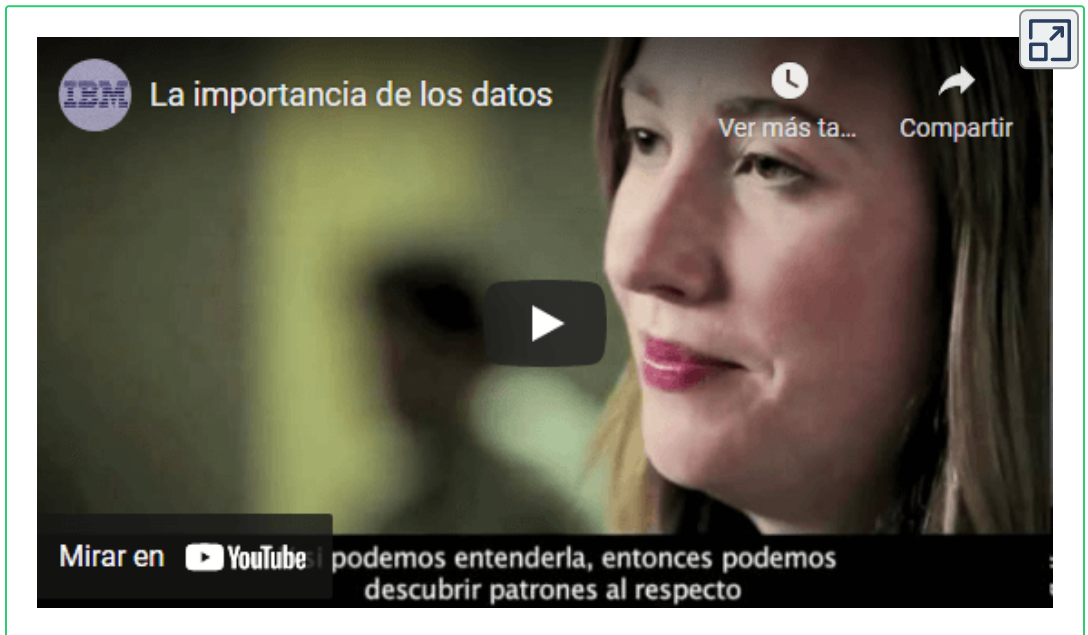 IBM
La importancia de los datos
Ver más ta...
Compartir
Mirar en YouTube
si podemos entenderla, entonces podemos
descubrir patrones al respecto